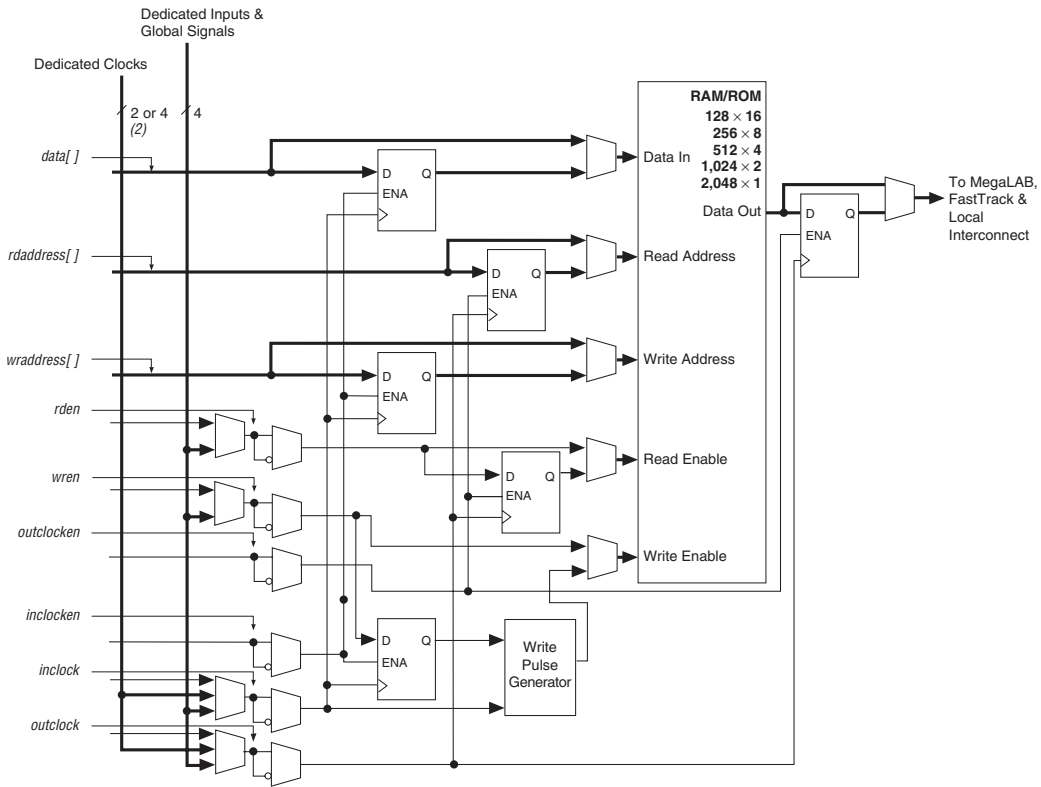 Dedicated Inputs &
Global Signals
Dedicated Clocks
2 or 4
(2)
4
RAM/ROM
128 × 16
256 × 8
512 × 4
1,024 × 2
2,048 × 1
data[ ]
D
Q
ENA
Data In
Data Out
D
Q
ENA
To MegaLAB,
FastTrack &
Local
Interconnect
rdaddress[ ]
D
Q
ENA
Read Address
wraddress[ ]
D
Q
ENA
Write Address
rden
D
Q
ENA
Read Enable
wren
outclocken
Write Enable
inclocken
D
Q
ENA
Write
Pulse
Generator
inclock
outclock